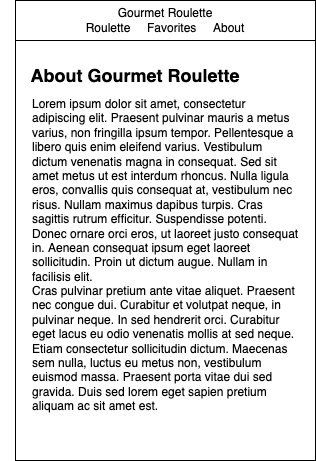 Gourmet Roulette
Roulette Favorites About
About Gourmet Roulette
Lorem ipsum dolor sit amet, consectetur
adipiscing elit. Praesent pulvinar mauris a metus
varius, non fringilla ipsum tempor. Pellentesque a
libero quis enim eleifend varius. Vestibulum
dictum venenatis magna in consequat. Sed sit
amet metus ut est interdum rhoncus. Nulla ligula
eros, convallis quis consequat at, vestibulum nec
risus. Nullam maximus dapibus turpis. Cras
sagittis rutrum efficitur. Suspendisse potenti.
Donec ornare orci eros, ut laoreet justo consequat
in. Aenean consequat ipsum eget laoreet
sollicitudin. Proin ut dictum augue. Nullam in
facilisis elit.
Cras pulvinar pretium ante vitae aliquet. Praesent
nec congue dui. Curabitur et volutpat neque, in
pulvinar neque. In sed hendrerit orci. Curabitur
eget lacus eu odio venenatis mollis at sed neque.
Etiam consectetur sollicitudin dictum. Maecenas
sem nulla, luctus eu metus non, vestibulum
euismod massa. Praesent porta vitae dui sed
gravida. Duis sed lorem eget sapien pretium
aliquam ac sit amet est.